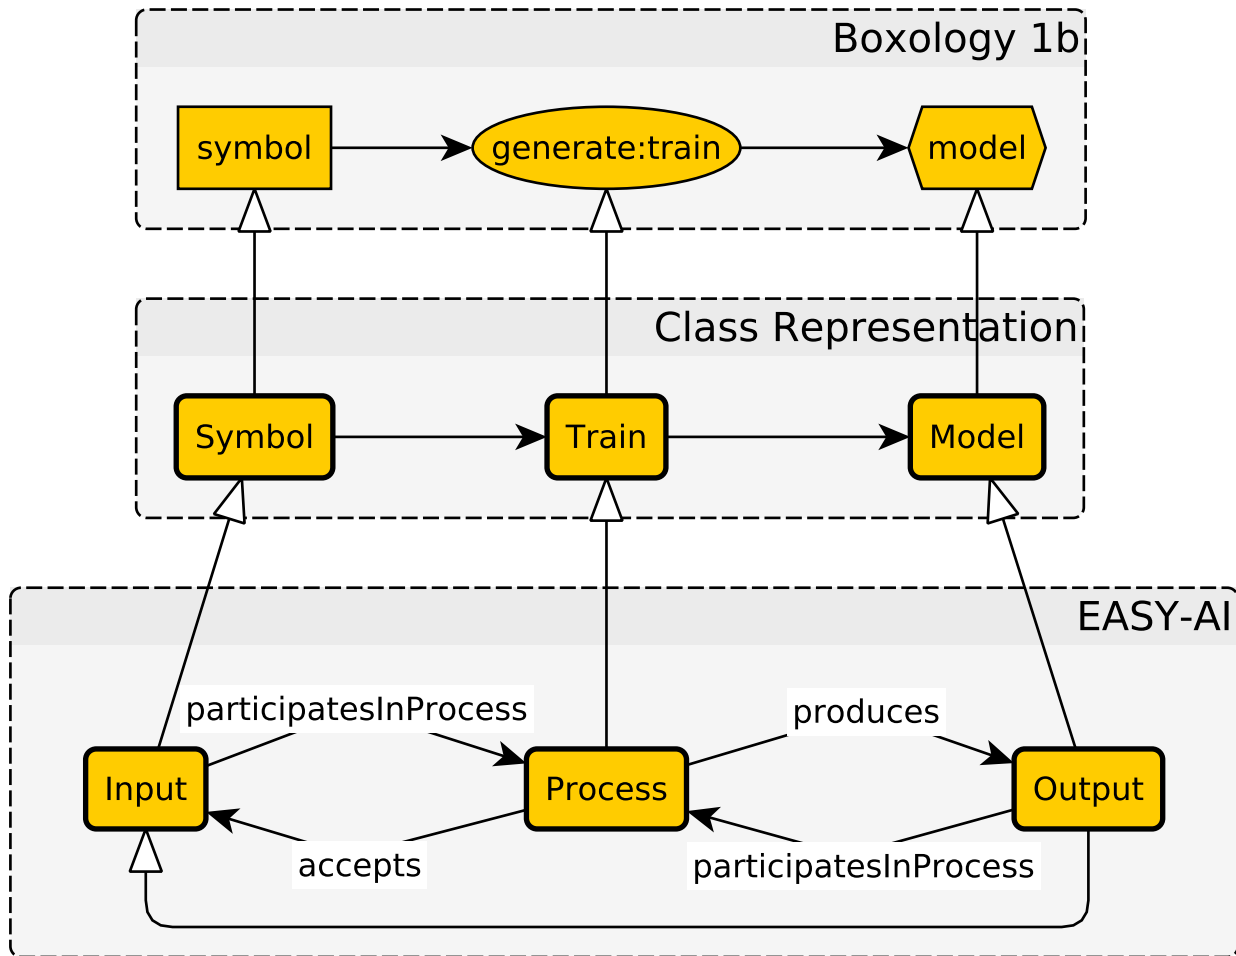 Boxology 1b
symbol
generate:train
model
Class Representation
Symbol
Train
Model
EASY-AI
participatesInProcess
produces
Input
Process
Output
accepts
participatesInProcess